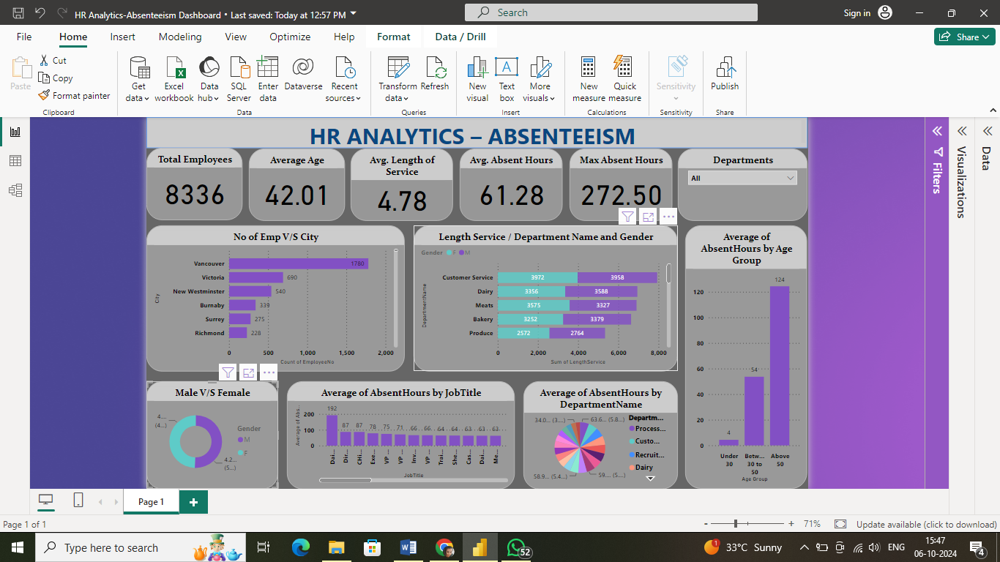 HR Analytics-Absenteeism Dashboard • Last saved: Today at 12:57 PM
Search
Sign in
File Home Insert Modeling View Optimize Help Format Data / Drill
Share
Paste
Cut
Copy
Format painter
Get data
Excel workbook
Data hub
SQL Server
Enter data
Dataverse
Recent sources
Transform data
Refresh
New visual
Text box
More visuals
New measure
Quick measure
Sensitivity
Publish
Clipboard Data Queries Insert Calculations Sensitivity Share
HR ANALYTICS – ABSENTEEISM
Total Employees
8336
Average Age
42.01
Avg. Length of
Service
4.78
Avg. Absent Hours
61.28
Max Absent Hours
272.50
Departments
All
Filters
Visualizations
Data
No of Emp V/S City
City
Vancouver 1780
Victoria 690
New Westminster 540
Burnaby 339
Surrey 275
Richmond 228
0 500 1,000 1,500 2,000
Count of EmployeeNo
Length Service / Department Name and Gender
Gender F M
DepartmentName
Customer Service 3972 3958
Dairy 3356 3588
Meats 3575 3327
Bakery 3252 3379
Produce 2572 2764
0 2,000 4,000 6,000 8,000
Sum of LengthService
Average of
AbsentHours by Age
Group
124
120
100
80
60
54
40
20
4
0
Under 30
Betw... 30 to 50
Above 50
Age Group
Male V/S Female
4....
(4...)
4.2...
(5...)
Gender
M
F
Average of AbsentHours by JobTitle
Average of Abs...
200
100
0
192 87 87 78 75 71 66 66 64 64 63 63 63
Dai... Dir... CHi... Exe... VP ... VP ... Inv... VP ... Trai... She... Cas... Dai... Me...
JobTitle
Average of AbsentHours by
DepartmentName
34.0... (3....)
63.6... (5.8...)
58.9... (5.4...)
59.... (5....)
Departm...
Process...
Custo...
Recruit...
Dairy
Page 1
Page 1 of 1
- + 71%
Update available (click to download)
Type here to search
52
1
33°C Sunny
ENG
15:47
06-10-2024
4